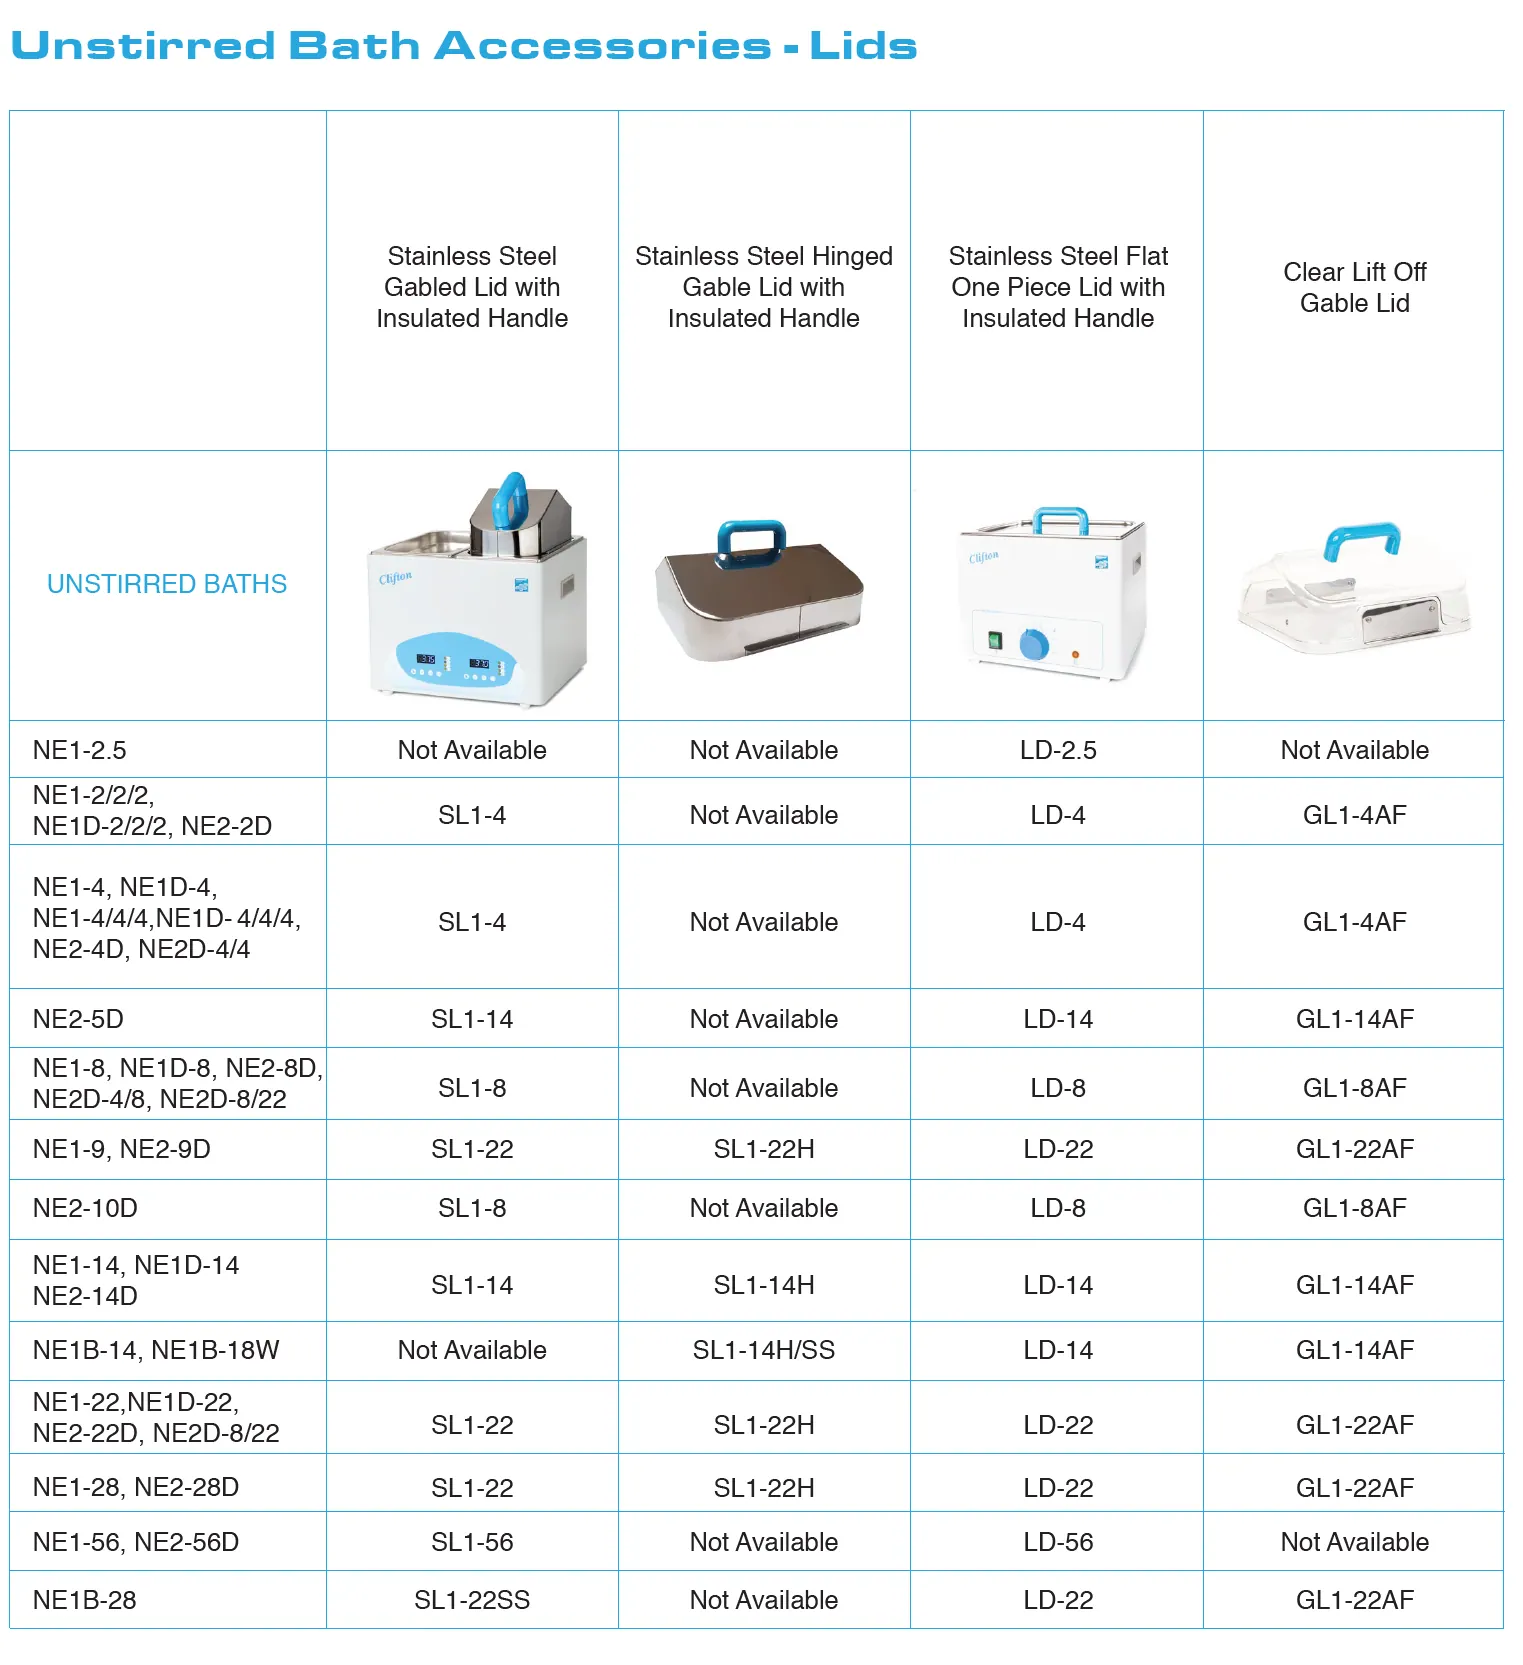 Unstirred Bath Accessories - Lids
Stainless Steel
Gabled Lid with
Insulated Handle
Stainless Steel Hinged
Gable Lid with
Insulated Handle
Stainless Steel Flat
One Piece Lid with
Insulated Handle
Clear Lift Off
Gable Lid
UNSTIRRED BATHS
Clifton
Clifton
NE1-2.5
Not Available
Not Available
LD-2.5
Not Available
NE1-2/2/2,
NE1D-2/2/2, NE2-2D
SL1-4
Not Available
LD-4
GL1-4AF
NE1-4, NE1D-4,
NE1-4/4/4,NE1D- 4/4/4,
NE2-4D, NE2D-4/4
SL1-4
Not Available
LD-4
GL1-4AF
NE2-5D
SL1-14
Not Available
LD-14
GL1-14AF
NE1-8, NE1D-8, NE2-8D,
NE2D-4/8, NE2D-8/22
SL1-8
Not Available
LD-8
GL1-8AF
NE1-9, NE2-9D
SL1-22
SL1-22H
LD-22
GL1-22AF
NE2-10D
SL1-8
Not Available
LD-8
GL1-8AF
NE1-14, NE1D-14
NE2-14D
SL1-14
SL1-14H
LD-14
GL1-14AF
NE1B-14, NE1B-18W
Not Available
SL1-14H/SS
LD-14
GL1-14AF
NE1-22,NE1D-22,
NE2-22D, NE2D-8/22
SL1-22
SL1-22H
LD-22
GL1-22AF
NE1-28, NE2-28D
SL1-22
SL1-22H
LD-22
GL1-22AF
NE1-56, NE2-56D
SL1-56
Not Available
LD-56
Not Available
NE1B-28
SL1-22SS
Not Available
LD-22
GL1-22AF